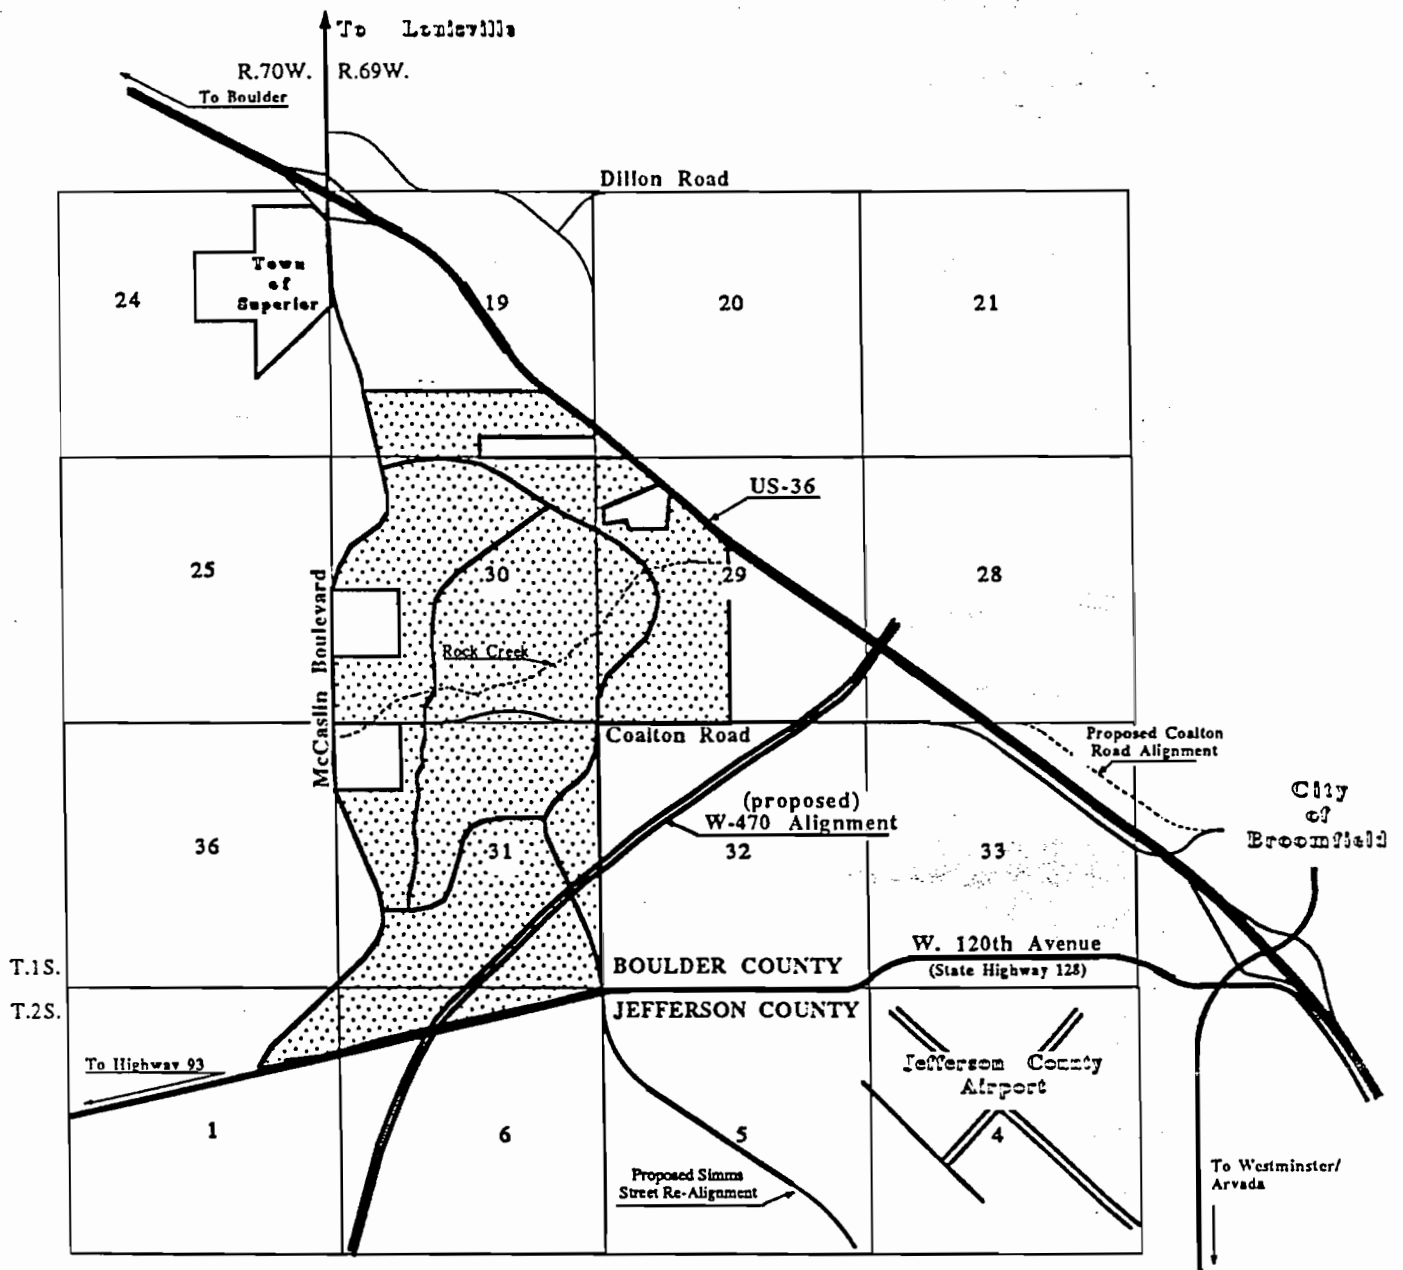 To Louisville
R.70W. R.69W.
To Boulder
Dillon Road
Town
of
Superior
24
19
20
21
US-36
25
30
29
28
McCaslin Boulevard
Rock Creek
Coalton Road
Proposed Coalton
Road Alignment
(proposed)
W-470 Alignment
City
of
Broomfield
36
31
32
33
W. 120th Avenue
(State Highway 128)
T.1S.
BOULDER COUNTY
T.2S.
JEFFERSON COUNTY
To Highway 93
Jefferson County
Airport
1
6
5
4
Proposed Simms
Street Re-Alignment
To Westminster/
Arvada